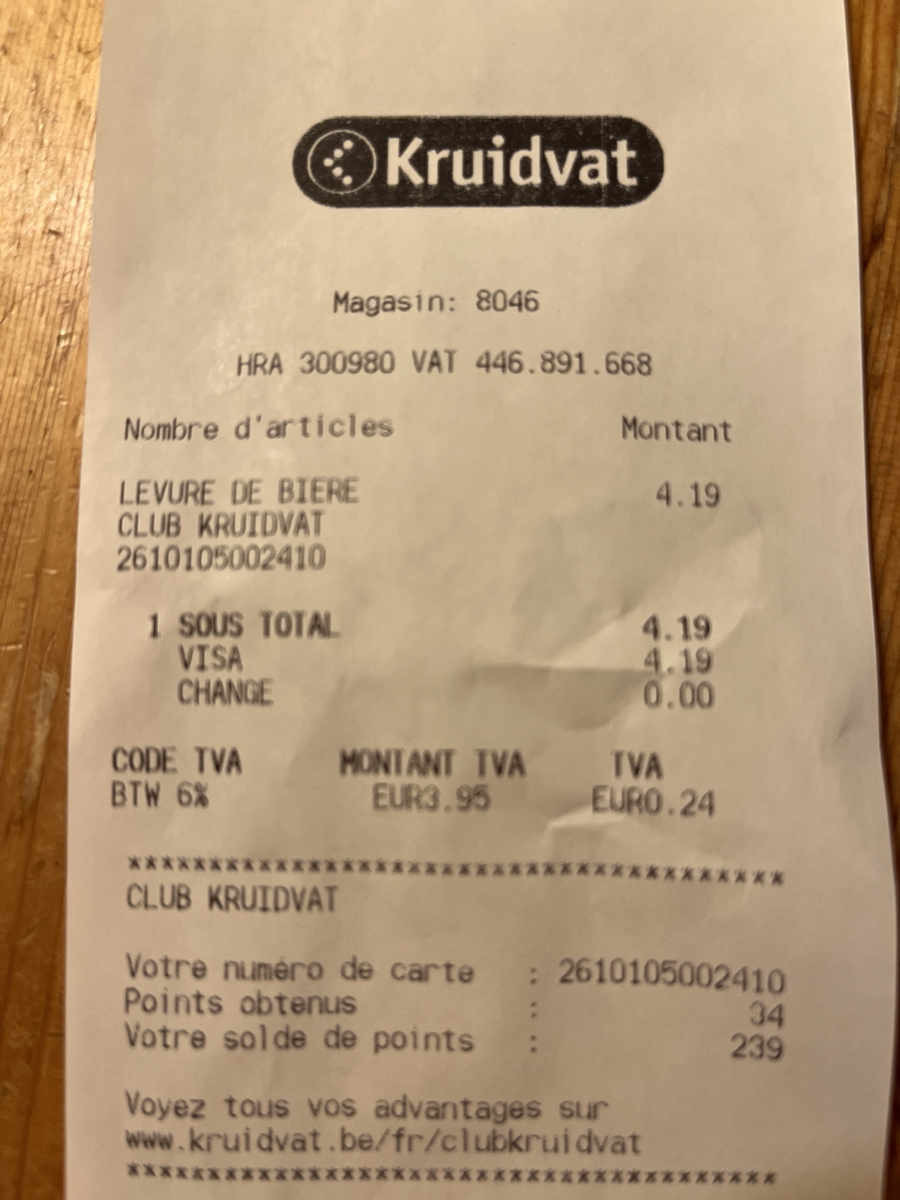 Kruidvat
Magasin: 8046
HRA 300980 VAT 446.891.668
Nombre d'articles Montant
LEVURE DE BIERE 4.19
CLUB KRUIDVAT
2610105002410
1 SOUS TOTAL 4.19
VISA 4.19
CHANGE 0.00
CODE TVA MONTANT TVA TVA
BTW 6% EUR3.95 EUR0.24
****************************************
CLUB KRUIDVAT
Votre numéro de carte : 2610105002410
Points obtenus : 34
Votre solde de points : 239
Voyez tous vos advantages sur
www.kruidvat.be/fr/clubkruidvat
****************************************